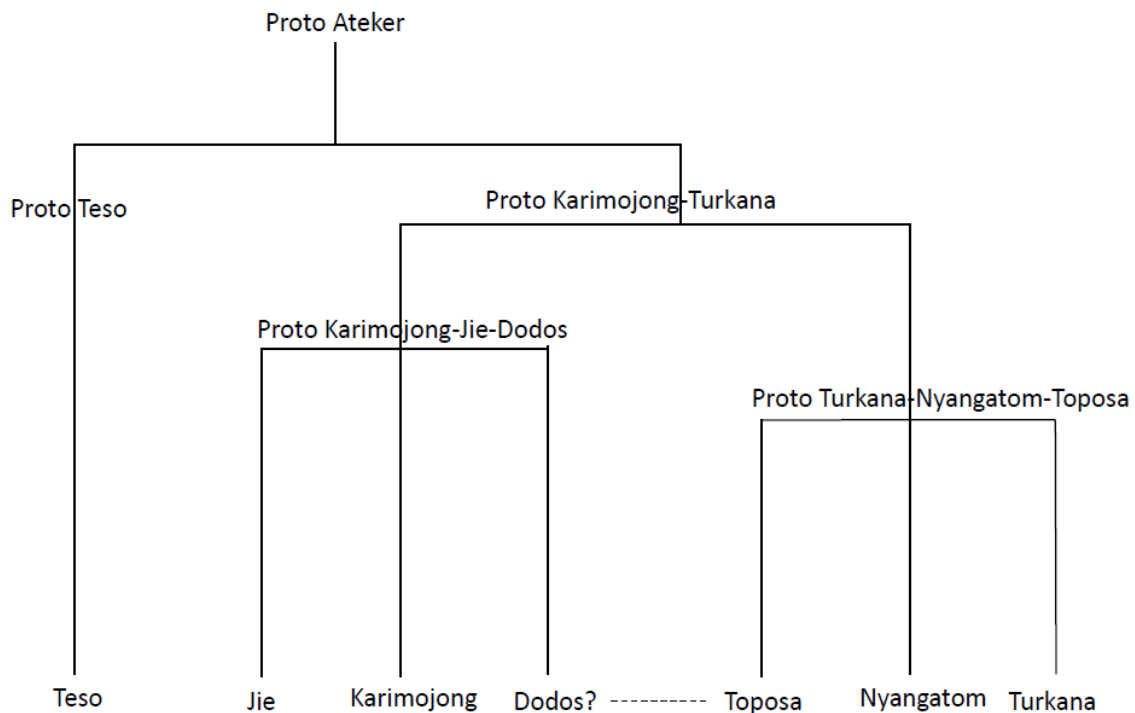 Proto Ateker
Proto Karimojong-Turkana
Proto Teso
Proto Karimojong-Jie-Dodos
Proto Turkana-Nyangatom-Toposa
Teso Jie Karimojong Dodos? ---------- Toposa Nyangatom Turkana